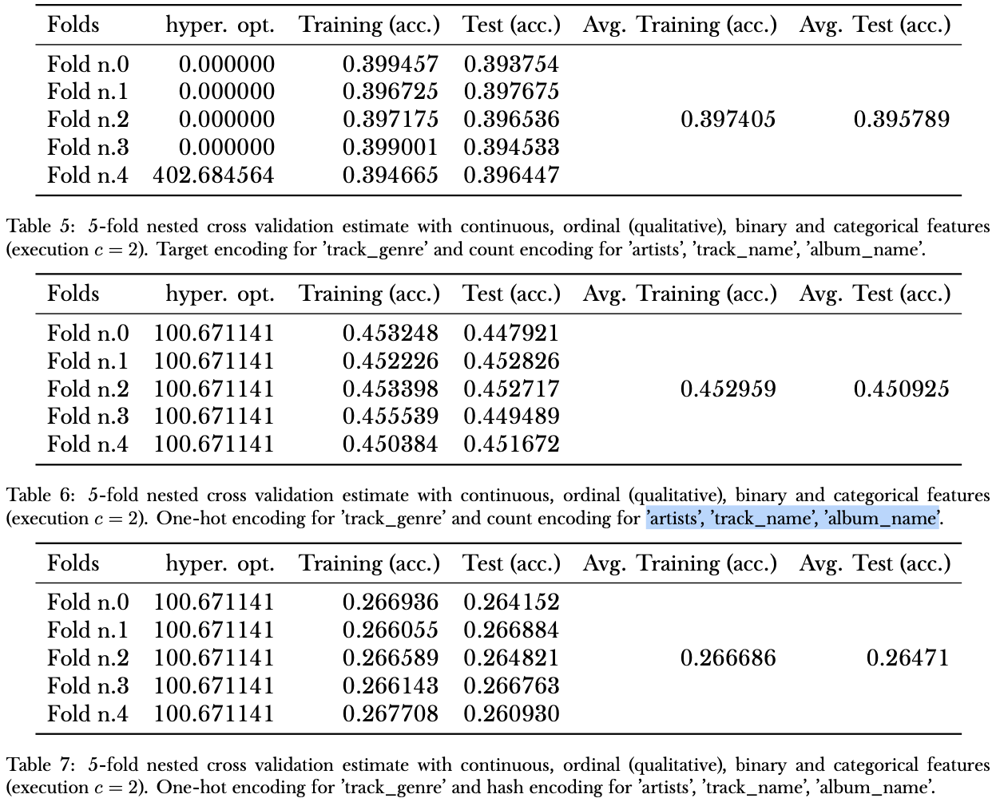 Folds hyper. opt. Training (acc.) Test (acc.) Avg. Training (acc.) Avg. Test (acc.)
Fold n.0 0.000000 0.399457 0.393754
Fold n.1 0.000000 0.396725 0.397675
Fold n.2 0.000000 0.397175 0.396536 0.397405 0.395789
Fold n.3 0.000000 0.399001 0.394533
Fold n.4 402.684564 0.394665 0.396447
Table 5: 5-fold nested cross validation estimate with continuous, ordinal (qualitative), binary and categorical features
(execution c = 2). Target encoding for ’track_genre’ and count encoding for ’artists’, ’track_name’, ’album_name’.
Folds hyper. opt. Training (acc.) Test (acc.) Avg. Training (acc.) Avg. Test (acc.)
Fold n.0 100.671141 0.453248 0.447921
Fold n.1 100.671141 0.452226 0.452826
Fold n.2 100.671141 0.453398 0.452717 0.452959 0.450925
Fold n.3 100.671141 0.455539 0.449489
Fold n.4 100.671141 0.450384 0.451672
Table 6: 5-fold nested cross validation estimate with continuous, ordinal (qualitative), binary and categorical features
(execution c = 2). One-hot encoding for ’track_genre’ and count encoding for ’artists’, ’track_name’, ’album_name’.
Folds hyper. opt. Training (acc.) Test (acc.) Avg. Training (acc.) Avg. Test (acc.)
Fold n.0 100.671141 0.266936 0.264152
Fold n.1 100.671141 0.266055 0.266884
Fold n.2 100.671141 0.266589 0.264821 0.266686 0.26471
Fold n.3 100.671141 0.266143 0.266763
Fold n.4 100.671141 0.267708 0.260930
Table 7: 5-fold nested cross validation estimate with continuous, ordinal (qualitative), binary and categorical features
(execution c = 2). One-hot encoding for ’track_genre’ and hash encoding for ’artists’, ’track_name’, ’album_name’.